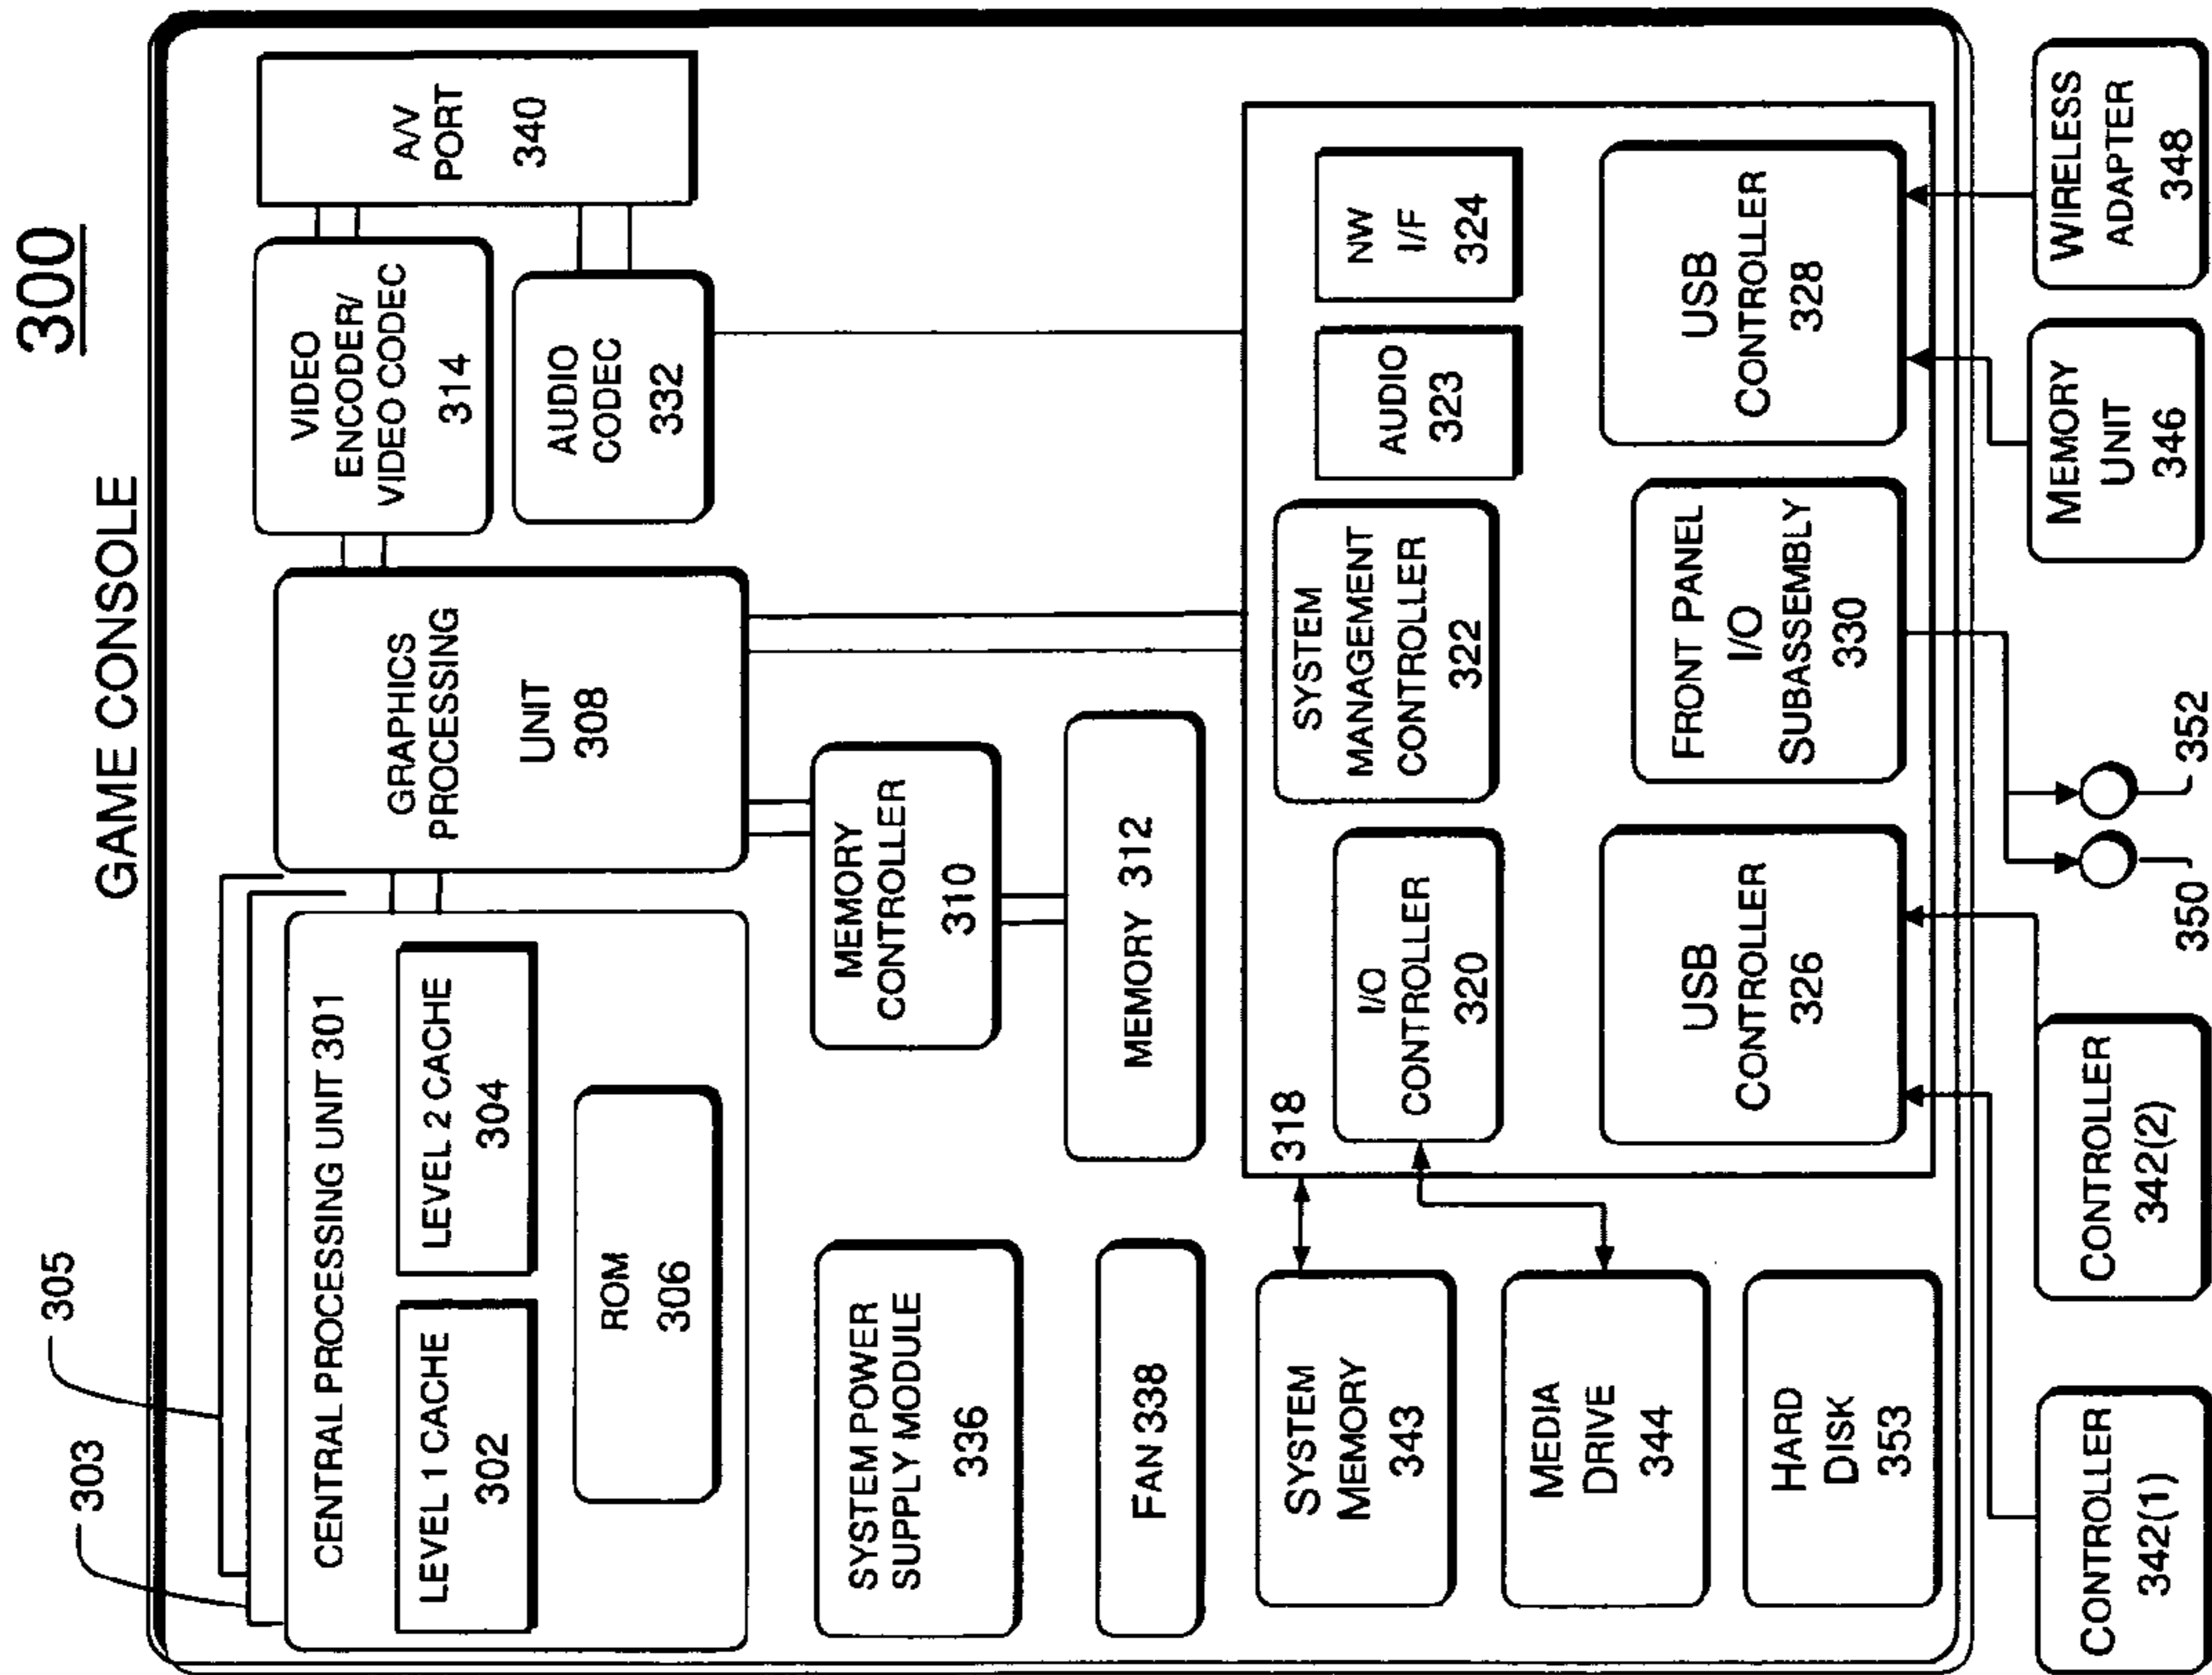 300
GAME CONSOLE
305
303
CENTRAL PROCESSING UNIT 301
LEVEL 1 CACHE
302
LEVEL 2 CACHE
304
ROM
306
GRAPHICS
PROCESSING
UNIT
308
VIDEO
ENCODER/
VIDEO CODEC
314
AUDIO
CODEC
332
A/V
PORT
340
MEMORY
CONTROLLER
310
MEMORY 312
SYSTEM POWER
SUPPLY MODULE
336
FAN 338
SYSTEM
MEMORY
343
MEDIA
DRIVE
344
HARD
DISK
353
318
I/O
CONTROLLER
320
SYSTEM
MANAGEMENT
CONTROLLER
322
AUDIO
323
NW
I/F
324
USB
CONTROLLER
326
FRONT PANEL
I/O
SUBASSEMBLY
330
USB
CONTROLLER
328
CONTROLLER
342(1)
CONTROLLER
342(2)
350
352
MEMORY
UNIT
346
WIRELESS
ADAPTER
348